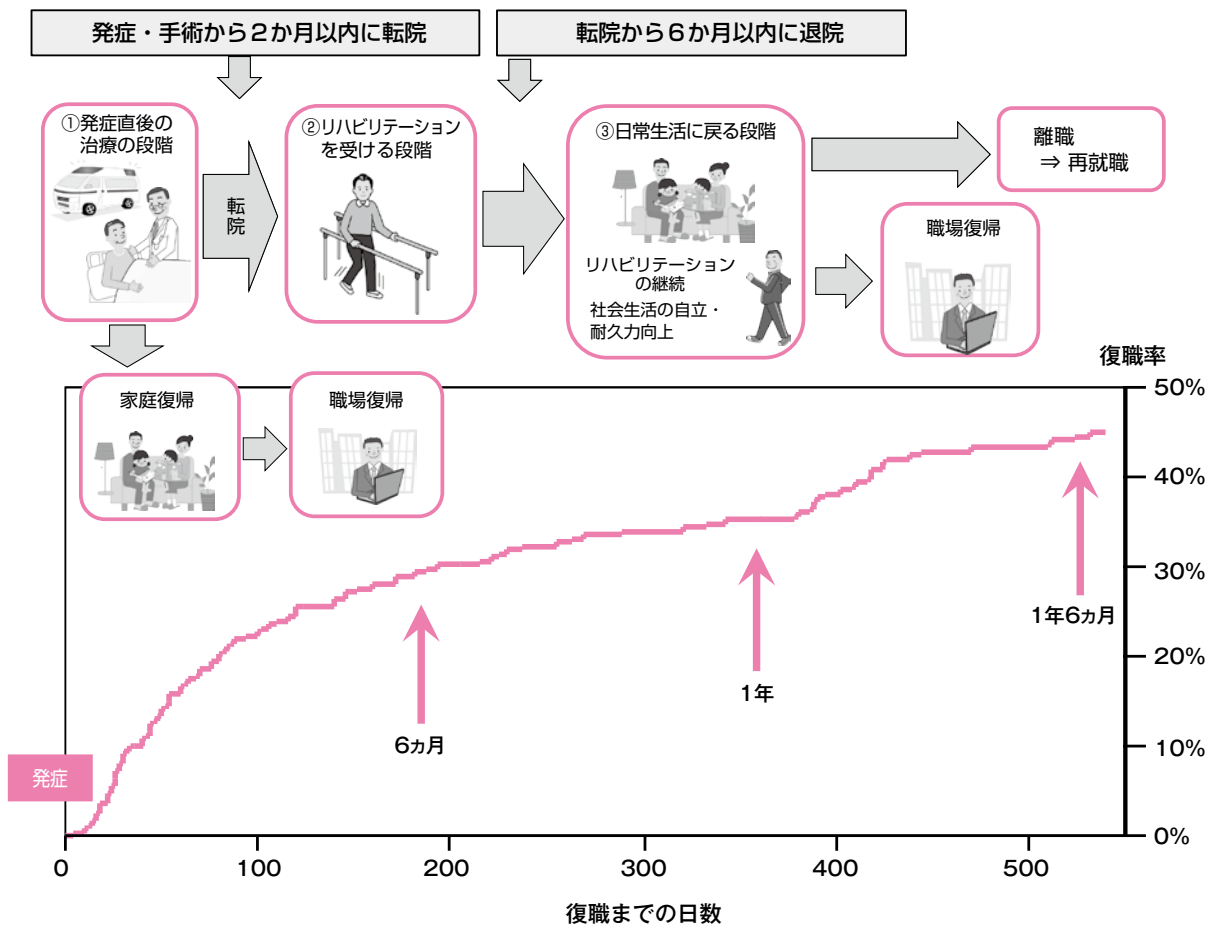 発症・手術から2か月以内に転院
転院から6か月以内に退院
①発症直後の
治療の段階
転
院
②リハビリテーション
を受ける段階
③日常生活に戻る段階
リハビリテーション
の継続
社会生活の自立・
耐久力向上
離職
⇒ 再就職
職場復帰
家庭復帰
職場復帰
復職率
50%
40%
30%
20%
10%
0%
発症
6ヵ月
1年
1年6ヵ月
0
100
200
300
400
500
復職までの日数